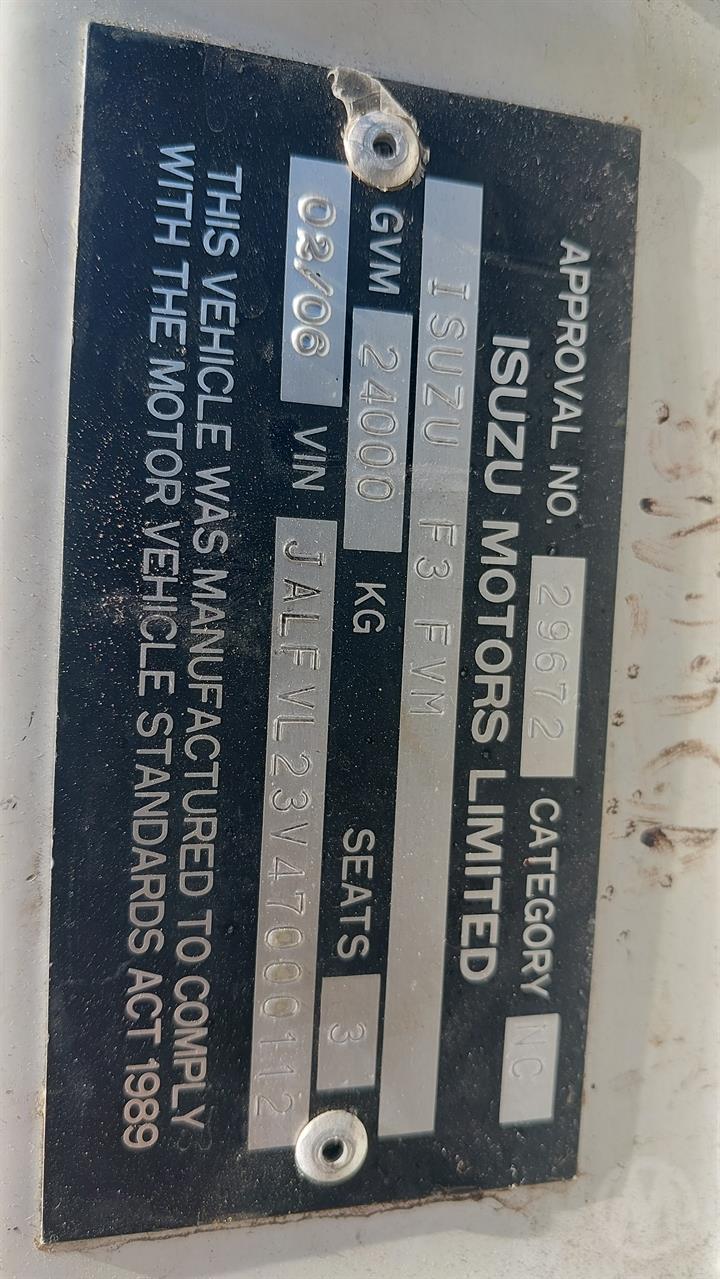 APPROVAL NO. 29672 CATEGORY NC
ISUZU MOTORS LIMITED
ISUZU F3 FVM
GVM 24000 KG SEATS 3
02/06 VIN JALFVL23V47000112
THIS VEHICLE WAS MANUFACTURED TO COMPLY
WITH THE MOTOR VEHICLE STANDARDS ACT 1989